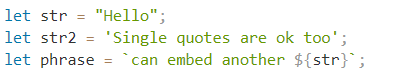 let str = "Hello";
let str2 = 'Single quotes are ok too';
let phrase = `can embed another ${str}`;